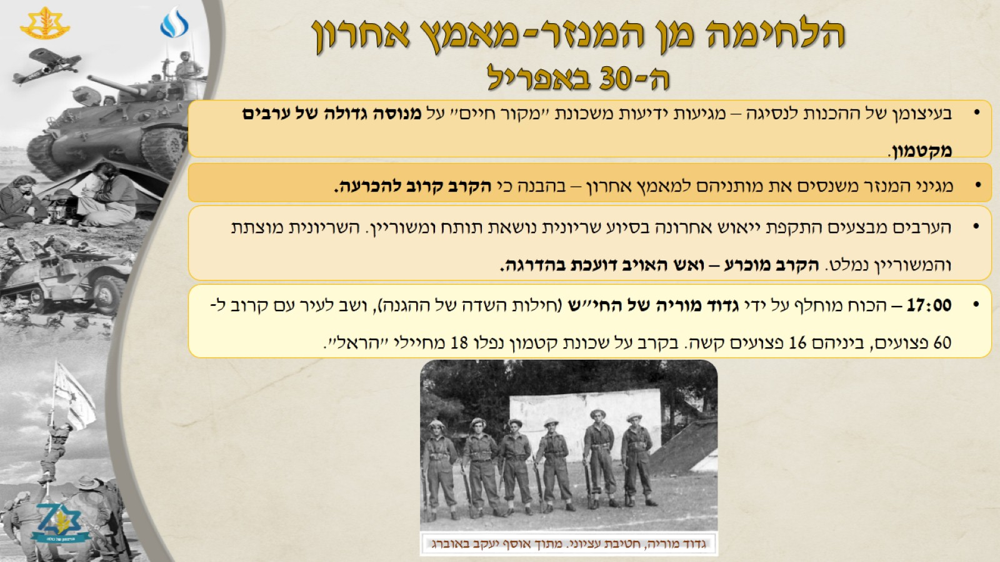 הלחימה מן המנזר-מאמץ אחרון
ה-30 באפריל
• בעיצומן של ההכנות לנסיגה – מגיעות ידיעות משכונת "מקור חיים" על מנוסה גדולה של ערבים
מקטמון.
• מגיני המנזר משנסים את מותניהם למאמץ אחרון – בהבנה כי הקרב קרוב להכרעה.
• הערבים מבצעים התקפת ייאוש אחרונה בסיוע שריונית נושאת תותח ומשוריין. השריונית מוצתת
והמשוריין נמלט. הקרב מוכרע – ואש האויב דועכת בהדרגה.
• 17:00 – הכוח מוחלף על ידי גדוד מוריה של החי"ש (חילות השדה של ההגנה), ושב לעיר עם קרוב ל-
60 פצועים, ביניהם 16 פצועים קשה. בקרב על שכונת קטמון נפלו 18 מחיילי "הראל".
גדוד מוריה, חטיבת עציוני. מתוך אוסף יעקב באוברג
70